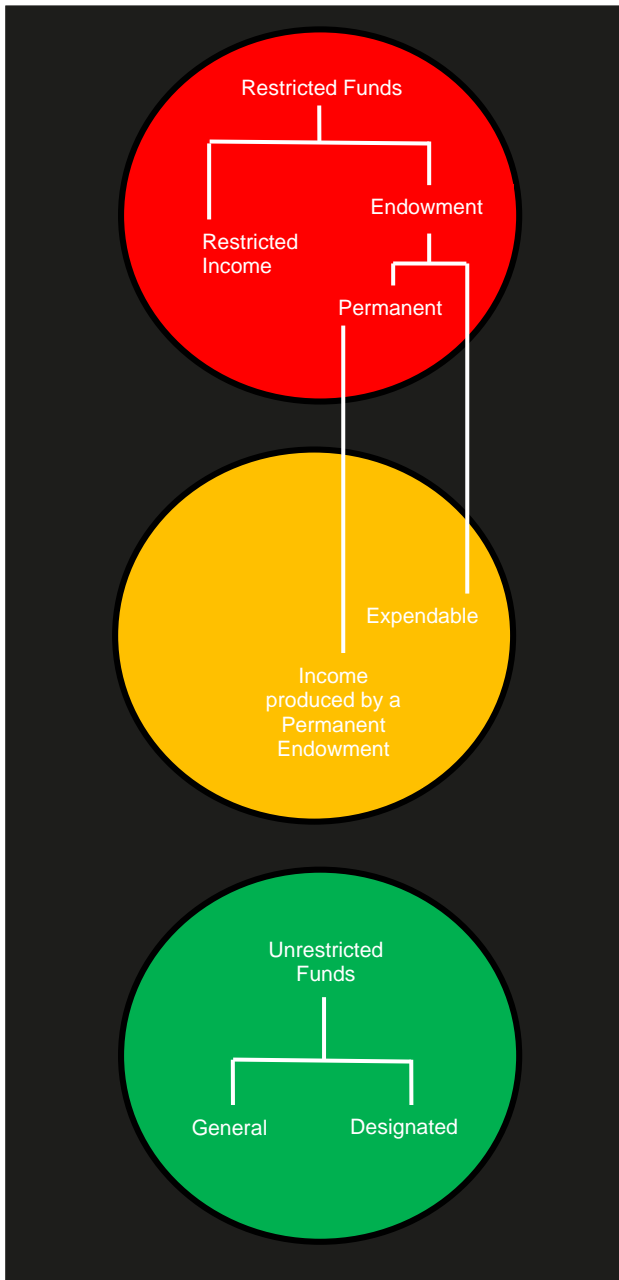 Restricted Funds
Endowment
Restricted
Income
Permanent
Expendable
Income
produced by a
Permanent
Endowment
Unrestricted
Funds
General
Designated